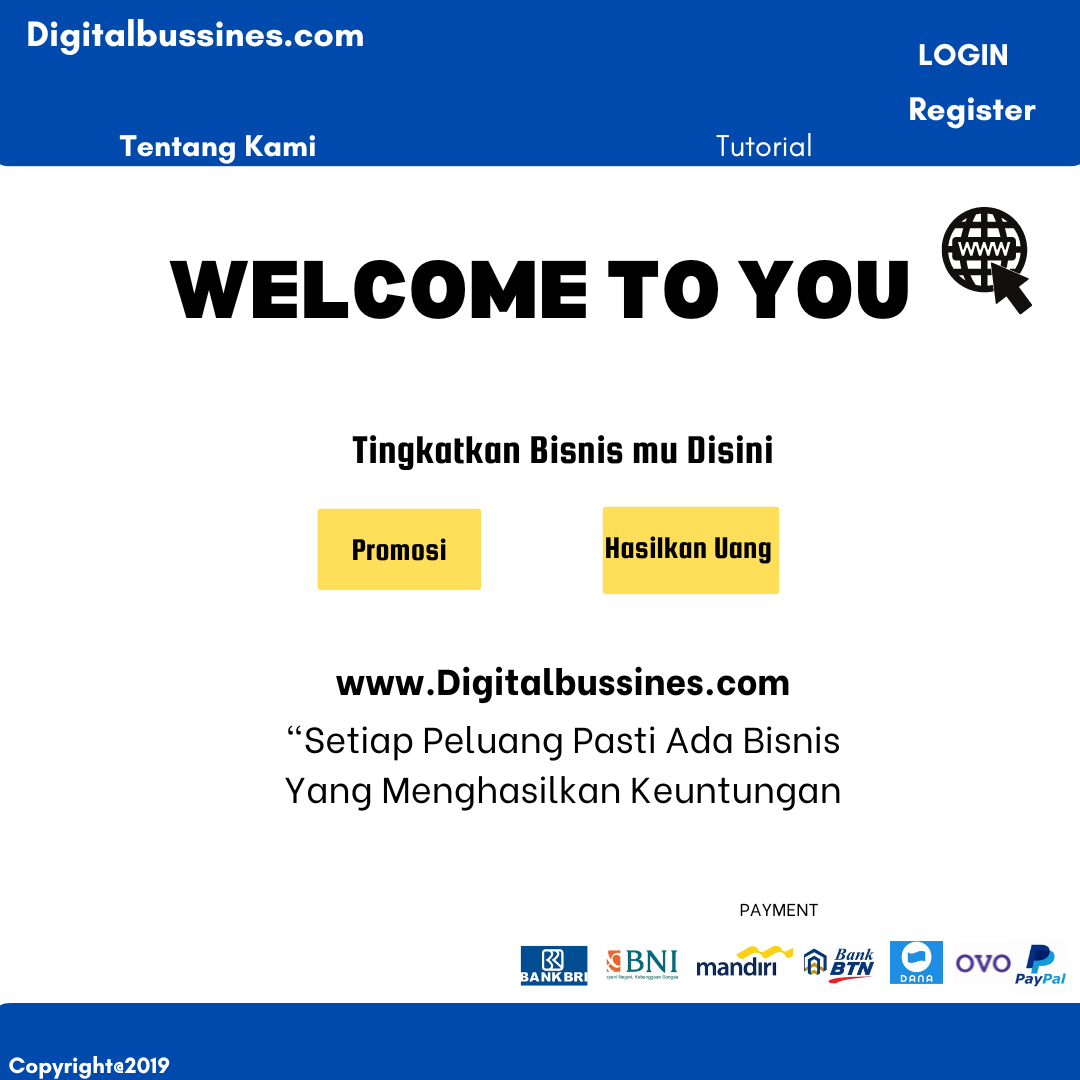 Digitalbussines.com
LOGIN
Register
Tentang Kami
Tutorial
WWW
WELCOME TO YOU
Tingkatkan Bisnis mu Disini
Promosi
Hasilkan Uang
www.Digitalbussines.com
“Setiap Peluang Pasti Ada Bisnis
Yang Menghasilkan Keuntungan
PAYMENT
BANK BRI
BNI
mandiri
Bank
BTN
DANA
OVO
PayPal
Copyright@2019